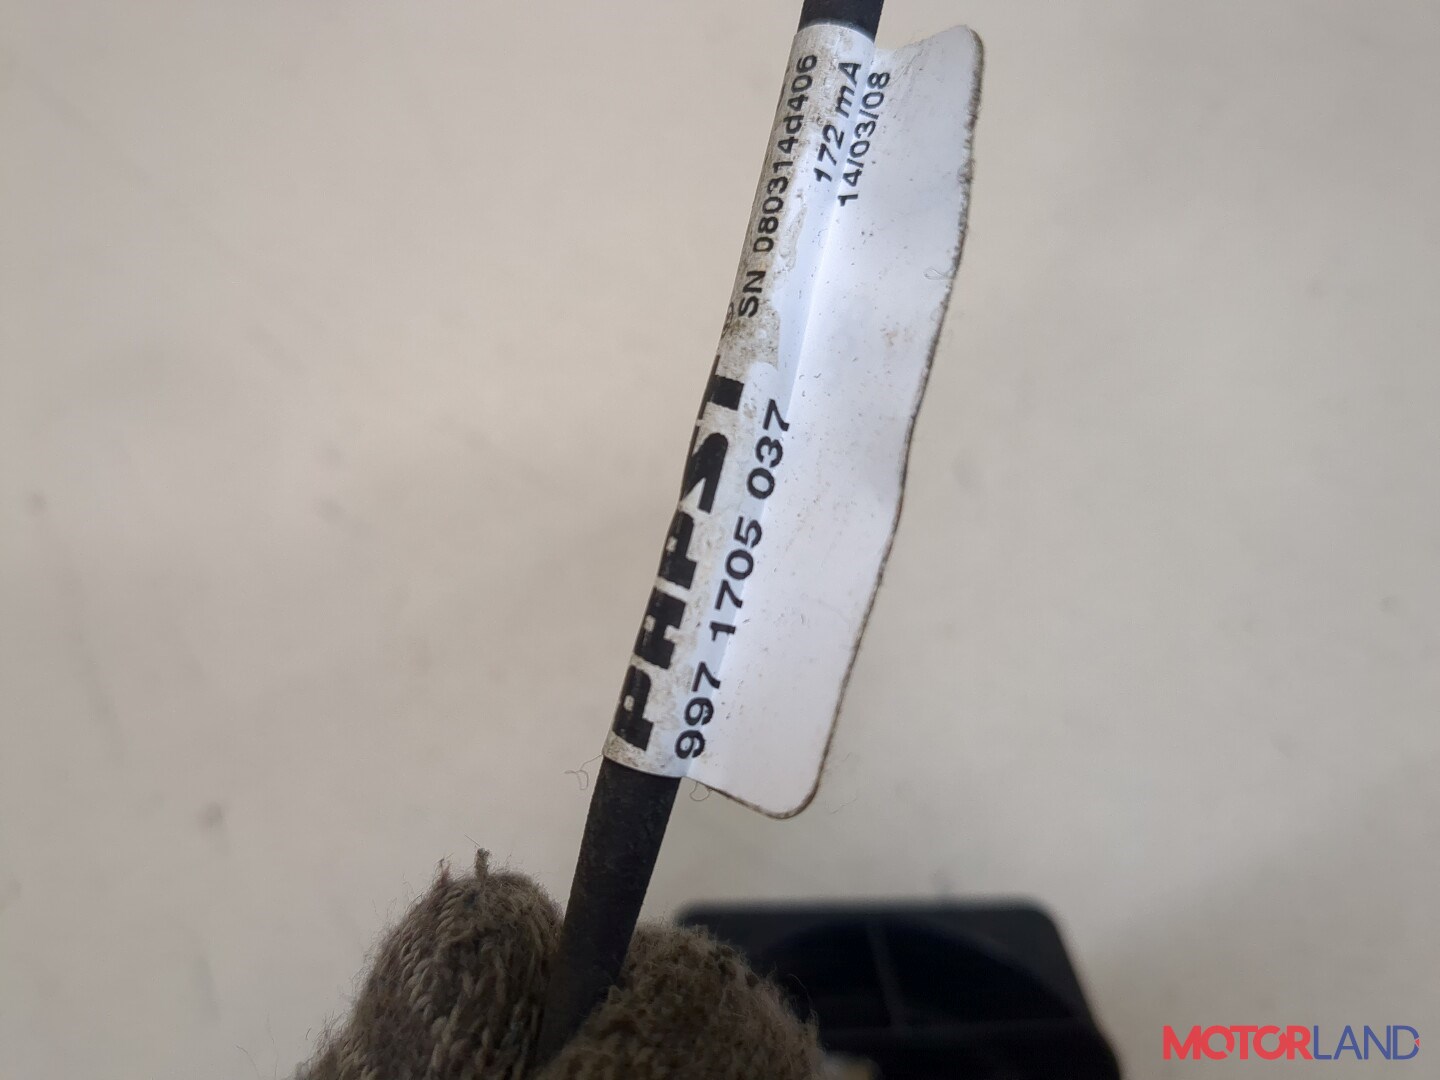 PAPST
SN 080314d406
997 1705 037
172 mA
14/03/08
MOTORLAND